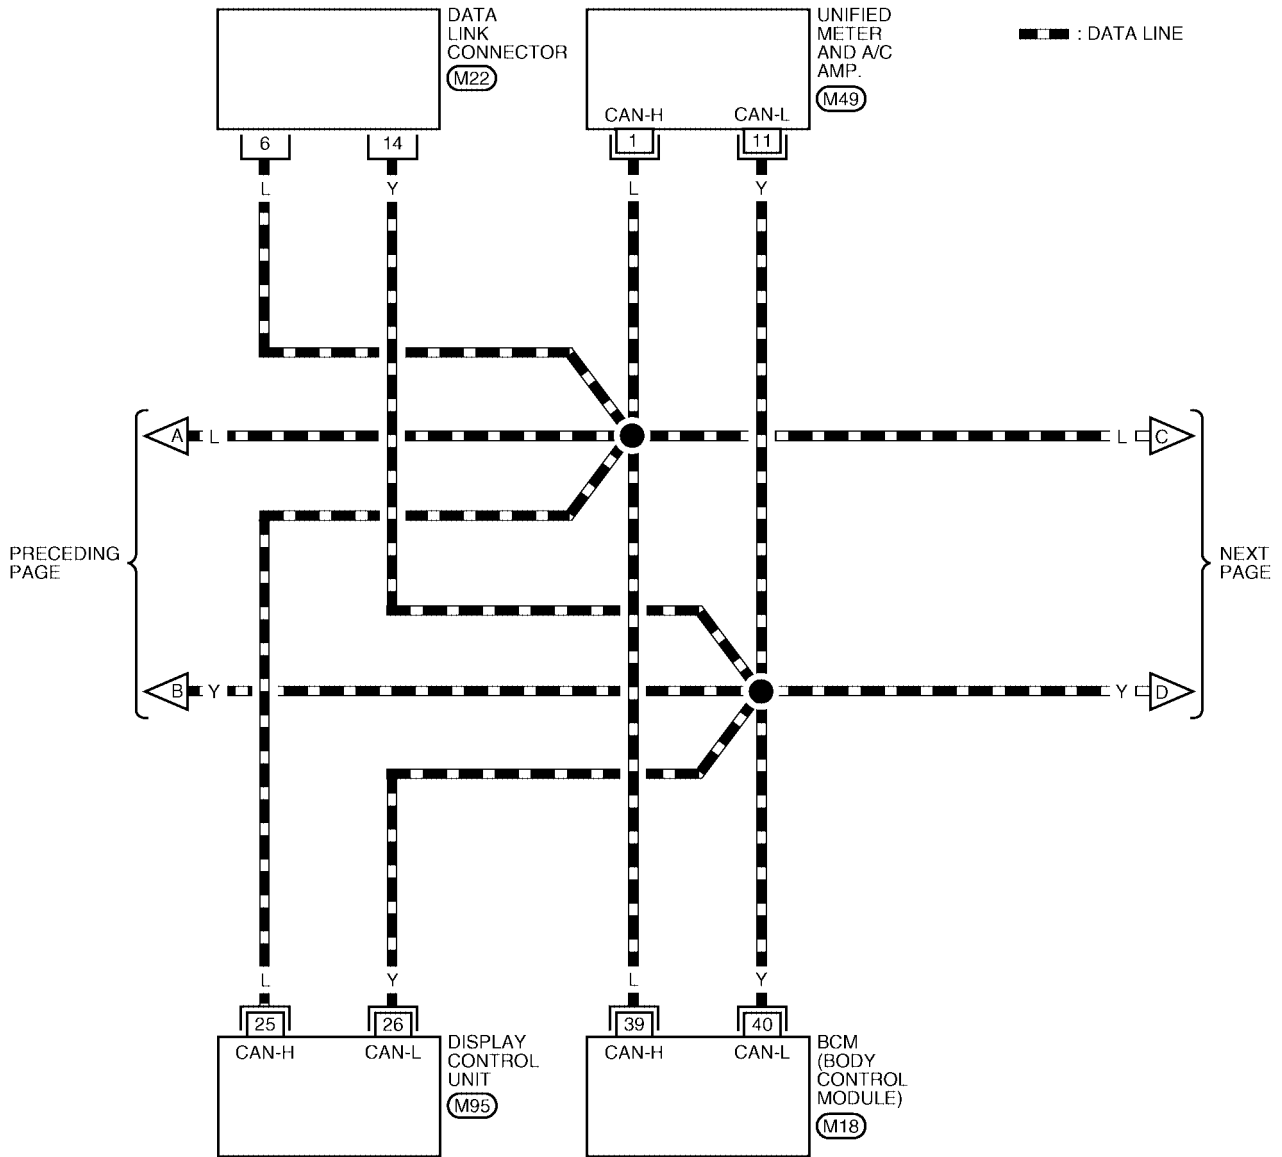 DATA
LINK
CONNECTOR
M22
UNIFIED
METER
AND A/C
AMP.
M49
: DATA LINE
CAN-H
CAN-L
6
14
1
11
L
Y
L
Y
A
L
L
C
PRECEDING
PAGE
NEXT
PAGE
B
Y
Y
D
L
Y
L
Y
25
26
39
40
CAN-H
CAN-L
DISPLAY
CONTROL
UNIT
M95
CAN-H
CAN-L
BCM
(BODY
CONTROL
MODULE)
M18